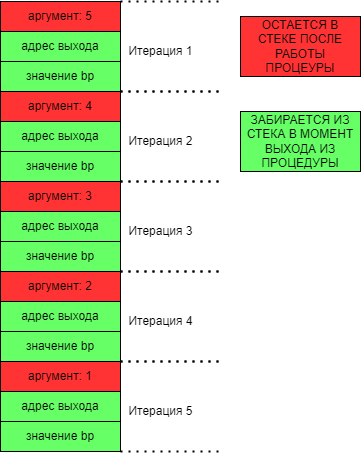 аргумент: 5
адрес выхода
значение bp
Итерация 1
аргумент: 4
адрес выхода
значение bp
Итерация 2
аргумент: 3
адрес выхода
значение bp
Итерация 3
аргумент: 2
адрес выхода
значение bp
Итерация 4
аргумент: 1
адрес выхода
значение bp
Итерация 5
ОСТАЕТСЯ В
СТЕКЕ ПОСЛЕ
РАБОТЫ
ПРОЦЕУРЫ
ЗАБИРАЕТСЯ ИЗ
СТЕКА В МОМЕНТ
ВЫХОДА ИЗ
ПРОЦЕДУРЫ